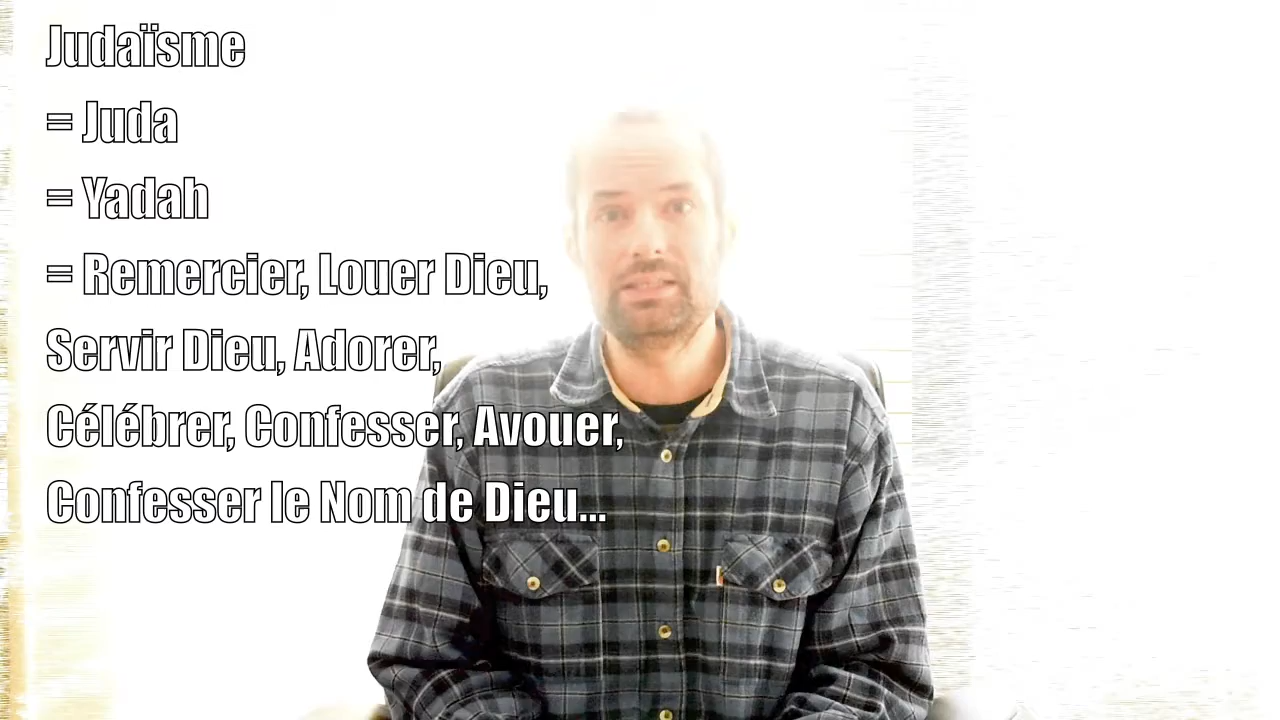 Judaïsme
= Juda
= Yadah
= Remercier, Louer Dieu,
Servir Dieu, Adorer,
Célébrer, Confesser, Avouer,
Confesser le Nom de Dieu...